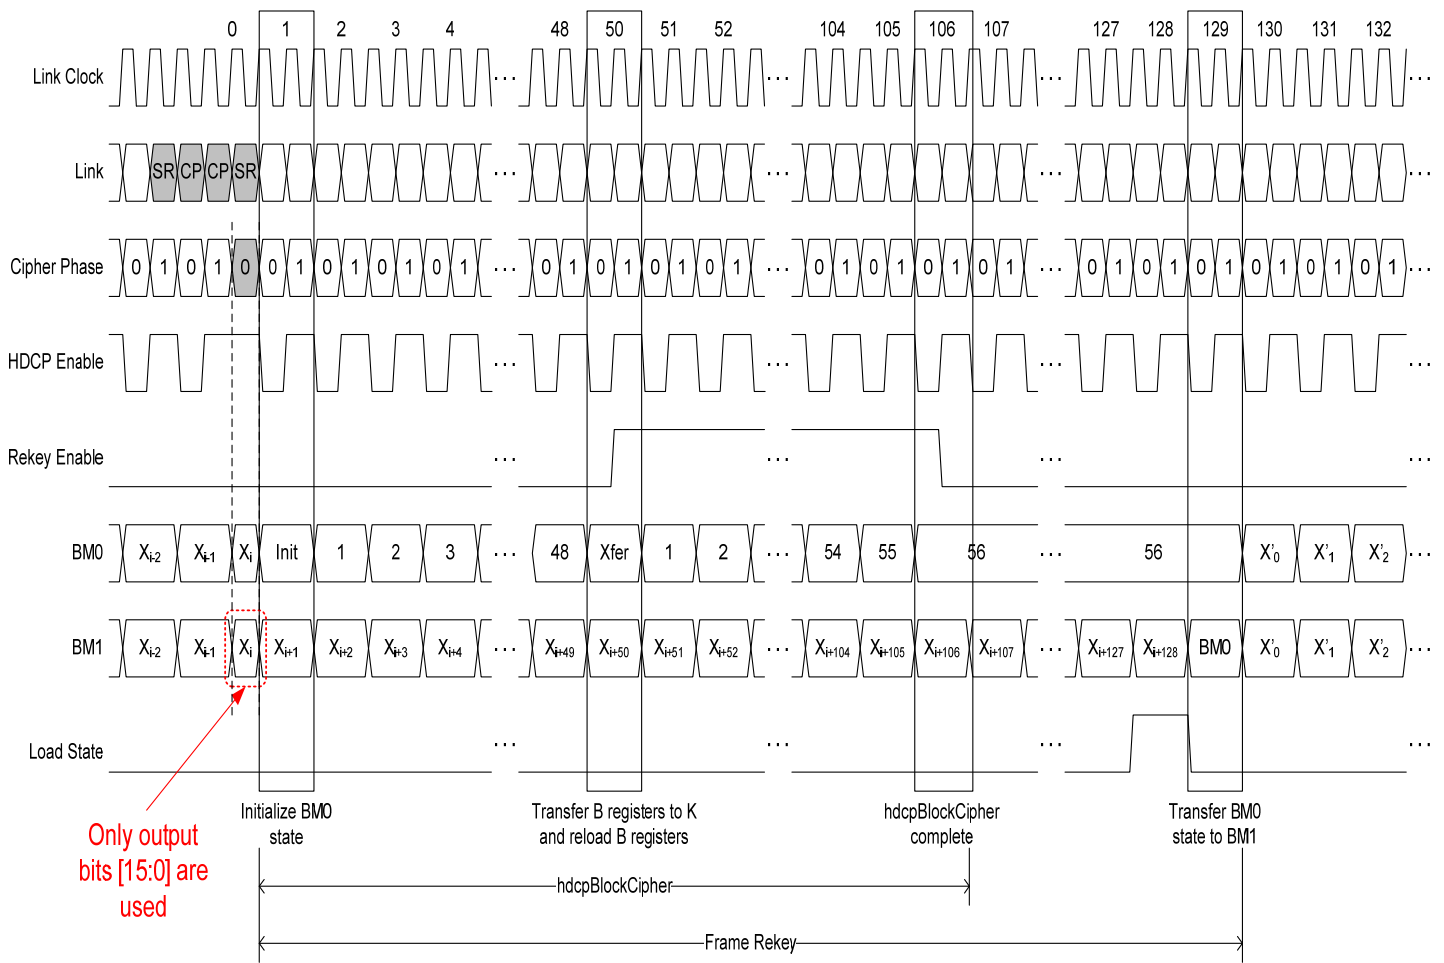 0 1 2 3 4 48 50 51 52 104 105 106 107 127 128 129 130 131 132
Link Clock ... ... ... ...
Link SR CP CP SR ... ... ... ...
Cipher Phase 0 1 0 1 0 0 1 0 1 0 1 0 1 ... 0 1 0 1 0 1 0 1 ... 0 1 0 1 0 1 0 1 ... 0 1 0 1 0 1 0 1 0 1 0 1 ...
HDCP Enable ... ... ... ...
Rekey Enable ... ... ... ...
BM0 Xi-2 Xi-1 Xi Init 1 2 3 ... 48 Xfer 1 2 ... 54 55 56 ... 56 X'0 X'1 X'2 ...
BM1 Xi-2 Xi-1 Xi Xi+1 Xi+2 Xi+3 Xi+4 ... Xi+49 Xi+50 Xi+51 Xi+52 ... Xi+104 Xi+105 Xi+106 Xi+107 ... Xi+127 Xi+128 BM0 X'0 X'1 X'2 ...
Load State ... ... ... ...
Initialize BM0
state
Transfer B registers to K
and reload B registers
hdcpBlockCipher
complete
Transfer BM0
state to BM1
Only output
bits [15:0] are
used
hdcpBlockCipher
Frame Rekey